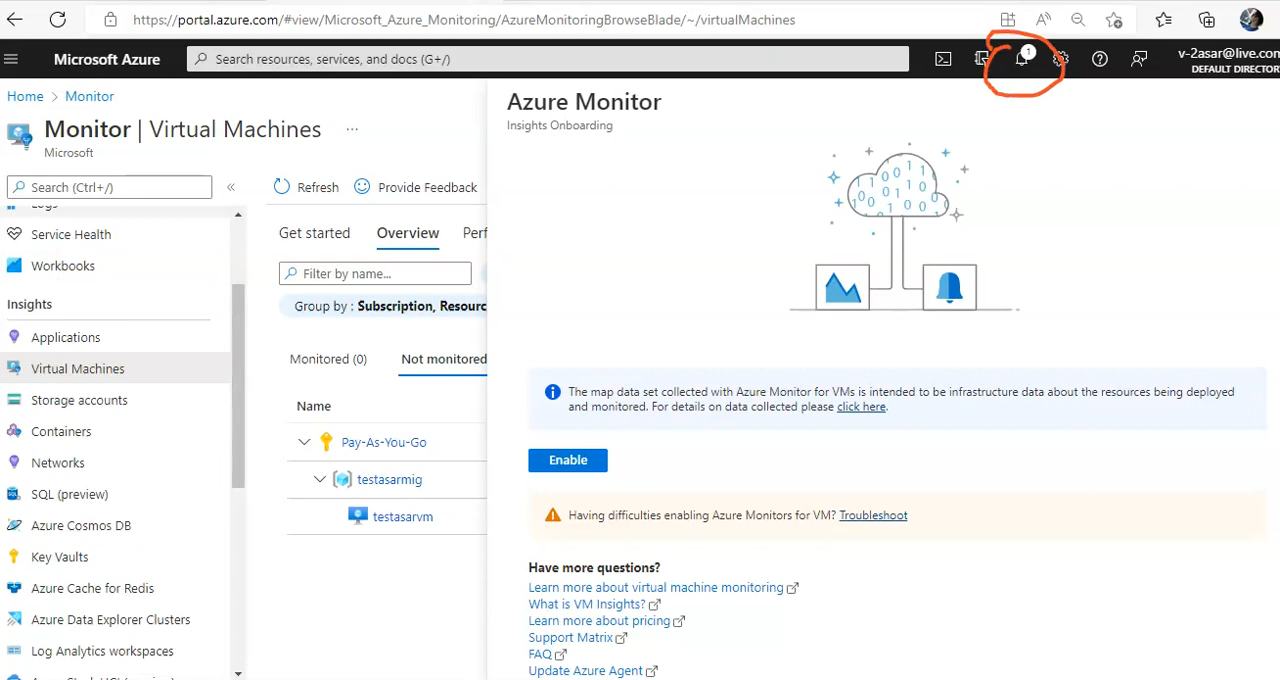 https://portal.azure.com/#view/Microsoft_Azure_Monitoring/AzureMonitoringBrowseBlade/~/virtualMachines
Microsoft Azure
Search resources, services, and docs (G+/)
1
v-2asar@live.com
DEFAULT DIRECTOR
Home > Monitor
Monitor | Virtual Machines ...
Microsoft
Search (Ctrl+/)
«
Logs
Service Health
Workbooks
Insights
Applications
Virtual Machines
Storage accounts
Containers
Networks
SQL (preview)
Azure Cosmos DB
Key Vaults
Azure Cache for Redis
Azure Data Explorer Clusters
Log Analytics workspaces
Refresh
Provide Feedback
Get started
Overview
Perf
Filter by name...
Group by : Subscription, Resourc
Monitored (0)
Not monitored
Name
Pay-As-You-Go
testasarmig
testasarvm
Azure Monitor
Insights Onboarding
The map data set collected with Azure Monitor for VMs is intended to be infrastructure data about the resources being deployed
and monitored. For details on data collected please click here.
Enable
Having difficulties enabling Azure Monitors for VM? Troubleshoot
Have more questions?
Learn more about virtual machine monitoring
What is VM Insights?
Learn more about pricing
Support Matrix
FAQ
Update Azure Agent